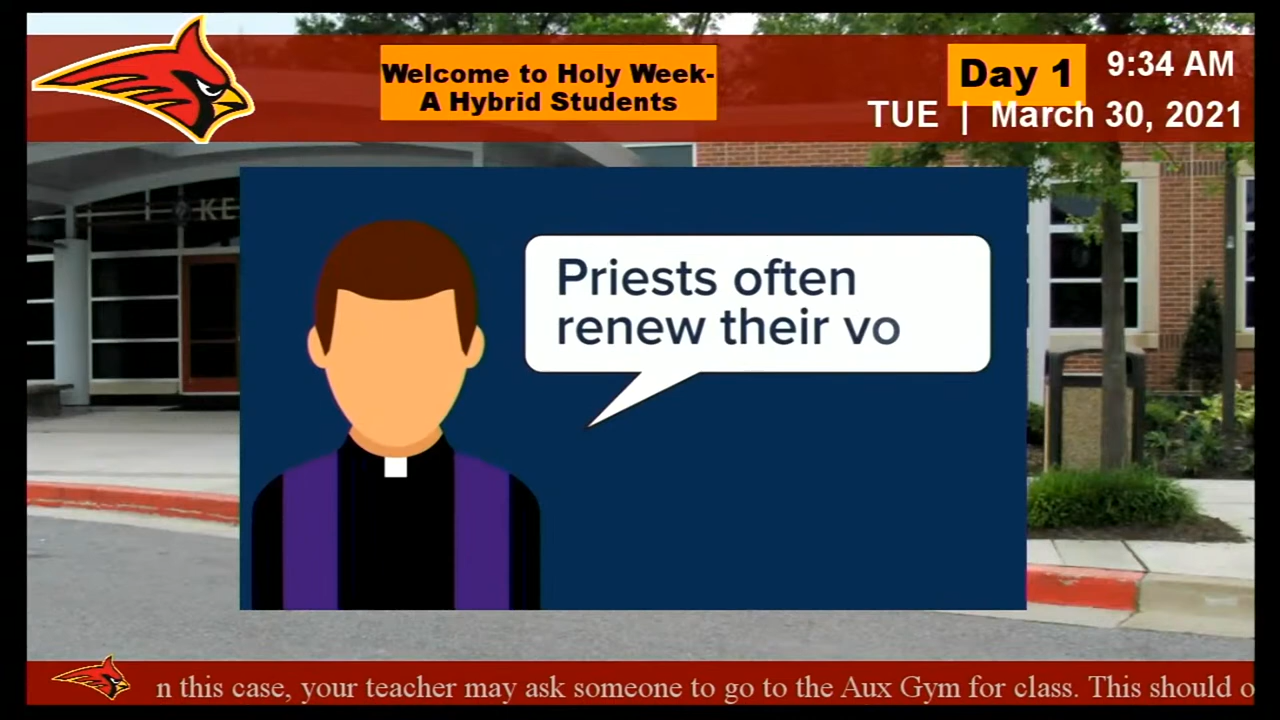 Welcome to Holy Week-
A Hybrid Students
Day 1
9:34 AM
TUE | March 30, 2021
KE
Priests often
renew their vo
n this case, your teacher may ask someone to go to the Aux Gym for class. This should o